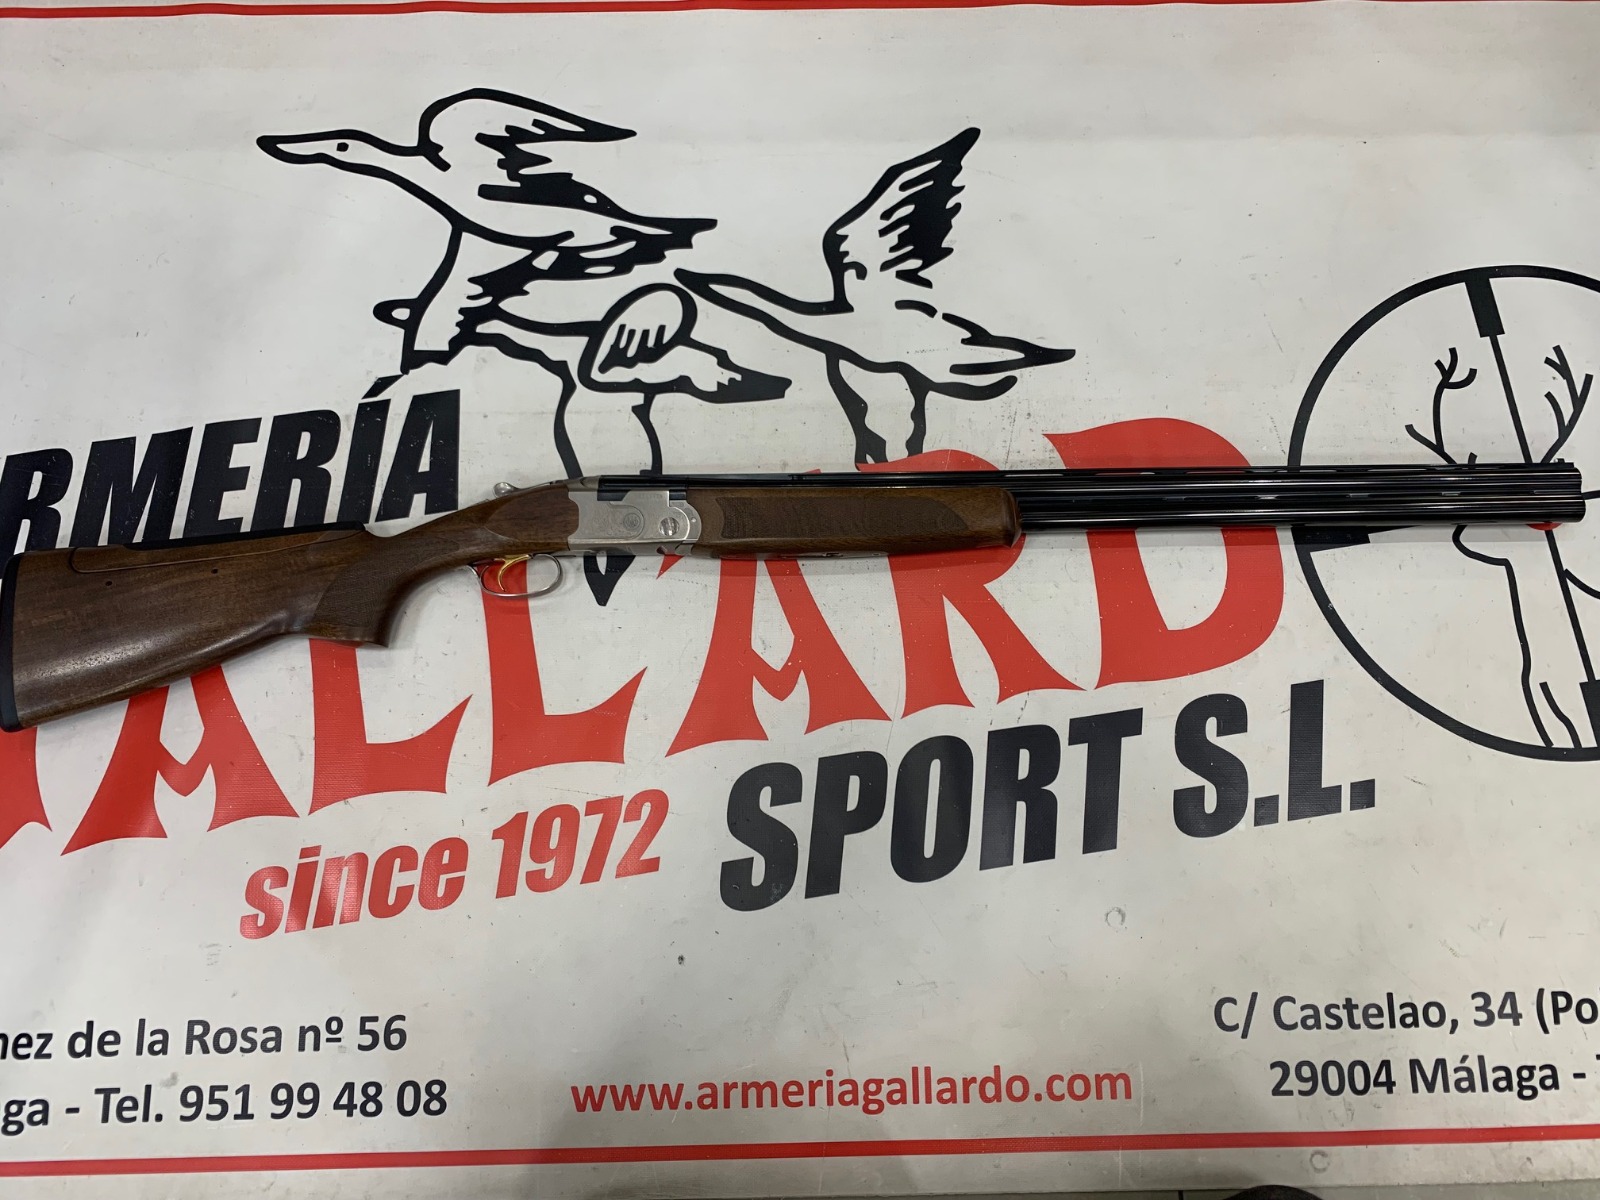 RMERÍA
GALLARDO
since 1972 SPORT S.L.
nez de la Rosa nº 56
ga - Tel. 951 99 48 08
www.armeriagallardo.com
C/ Castelao, 34 (Po
29004 Málaga -